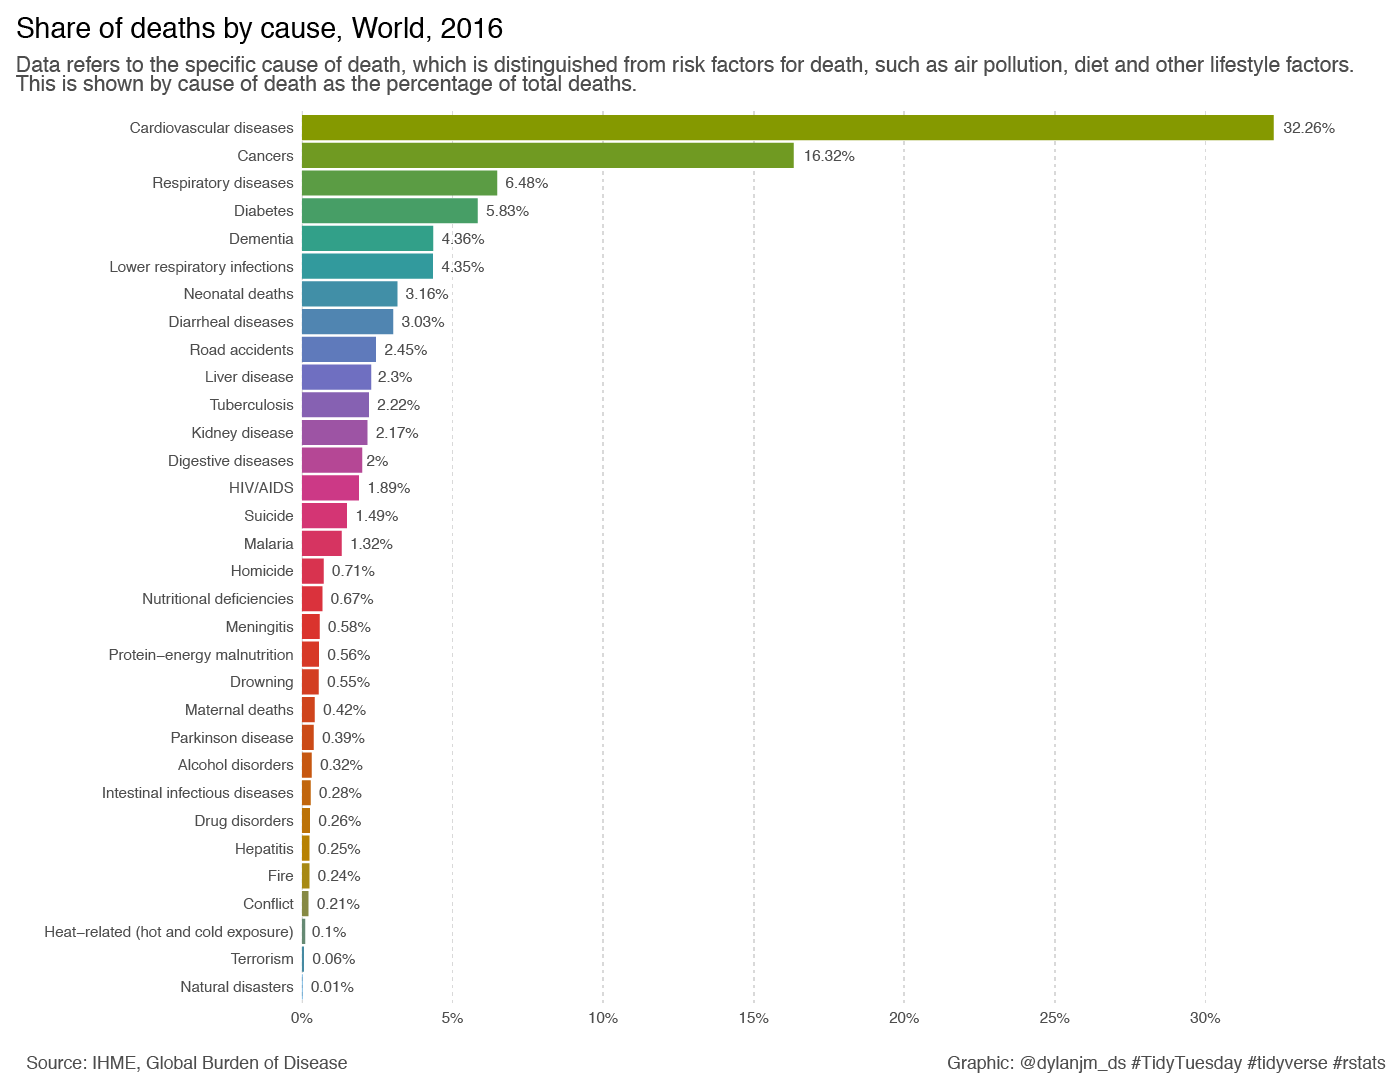 Share of deaths by cause, World, 2016
Data refers to the specific cause of death, which is distinguished from risk factors for death, such as air pollution, diet and other lifestyle factors.
This is shown by cause of death as the percentage of total deaths.
Cardiovascular diseases 32.26%
Cancers 16.32%
Respiratory diseases 6.48%
Diabetes 5.83%
Dementia 4.36%
Lower respiratory infections 4.35%
Neonatal deaths 3.16%
Diarrheal diseases 3.03%
Road accidents 2.45%
Liver disease 2.3%
Tuberculosis 2.22%
Kidney disease 2.17%
Digestive diseases 2%
HIV/AIDS 1.89%
Suicide 1.49%
Malaria 1.32%
Homicide 0.71%
Nutritional deficiencies 0.67%
Meningitis 0.58%
Protein−energy malnutrition 0.56%
Drowning 0.55%
Maternal deaths 0.42%
Parkinson disease 0.39%
Alcohol disorders 0.32%
Intestinal infectious diseases 0.28%
Drug disorders 0.26%
Hepatitis 0.25%
Fire 0.24%
Conflict 0.21%
Heat−related (hot and cold exposure) 0.1%
Terrorism 0.06%
Natural disasters 0.01%
0% 5% 10% 15% 20% 25% 30%
Source: IHME, Global Burden of Disease
Graphic: @dylanjm_ds #TidyTuesday #tidyverse #rstats